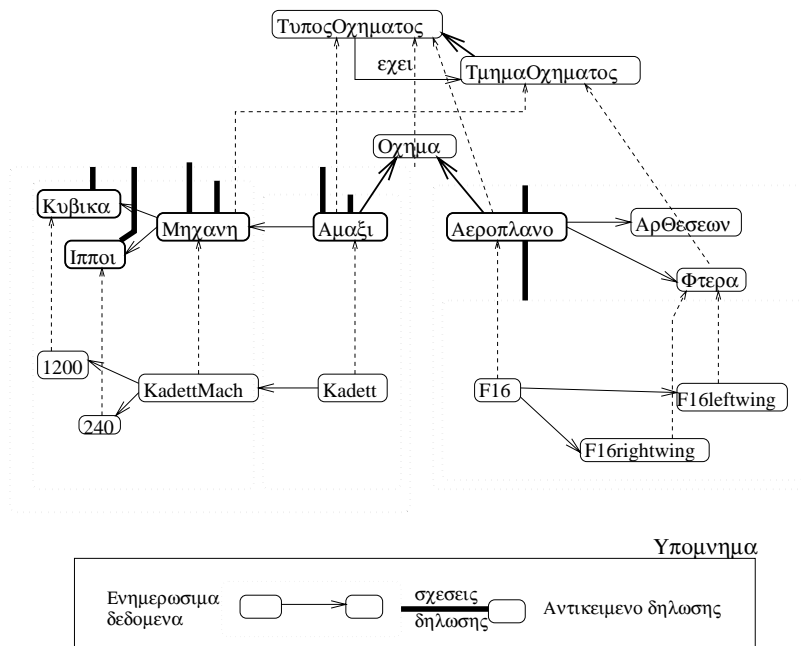 ΤυποςΟχηματος
εχει
ΤμημαΟχηματος
Οχημα
Κυβικα
Μηχανη
Αμαξι
Αεροπλανο
ΑρΘεσεων
Ιπποι
Φτερα
1200
KadettMach
Kadett
F16
F16leftwing
240
F16rightwing
Υπομνημα
Ενημερωσιμα
δεδομενα
σχεσεις
δηλωσης
Αντικειμενο δηλωσης